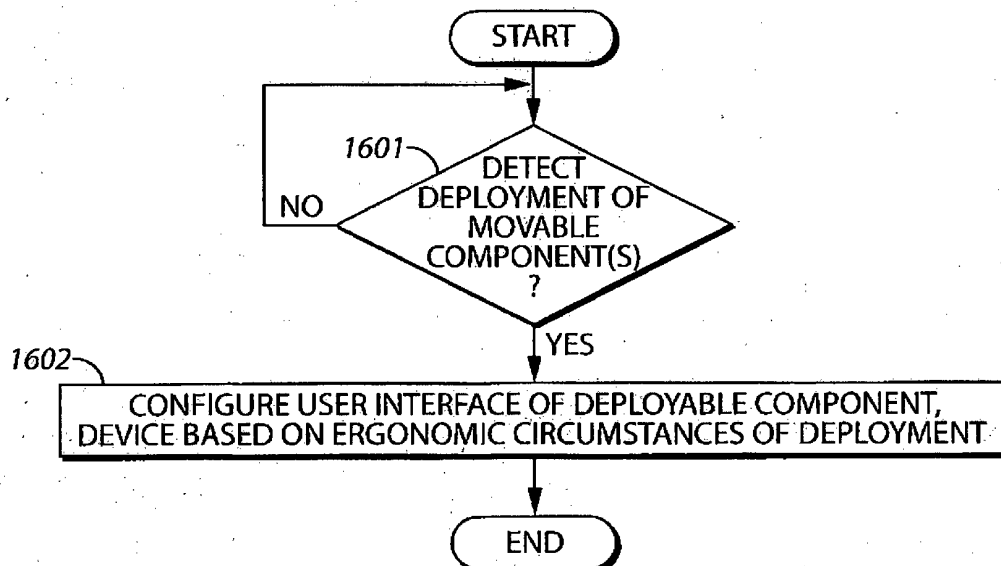 START
1601
DETECT
DEPLOYMENT OF
MOVABLE
COMPONENT(S)
?
NO
YES
1602
CONFIGURE USER INTERFACE OF DEPLOYABLE COMPONENT,
DEVICE BASED ON ERGONOMIC CIRCUMSTANCES OF DEPLOYMENT
END